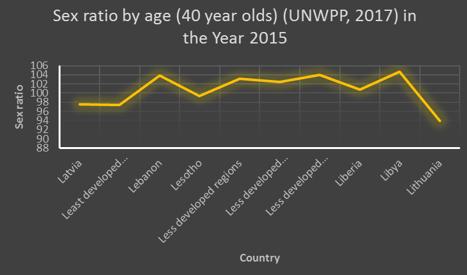 Sex ratio by age (40 year olds) (UNWPP, 2017) in
the Year 2015
106
104
102
100
98
96
94
92
90
88
Sex ratio
Latvia
Least developed...
Lebanon
Lesotho
Less developed regions
Less developed...
Less developed...
Liberia
Libya
Lithuania
Country